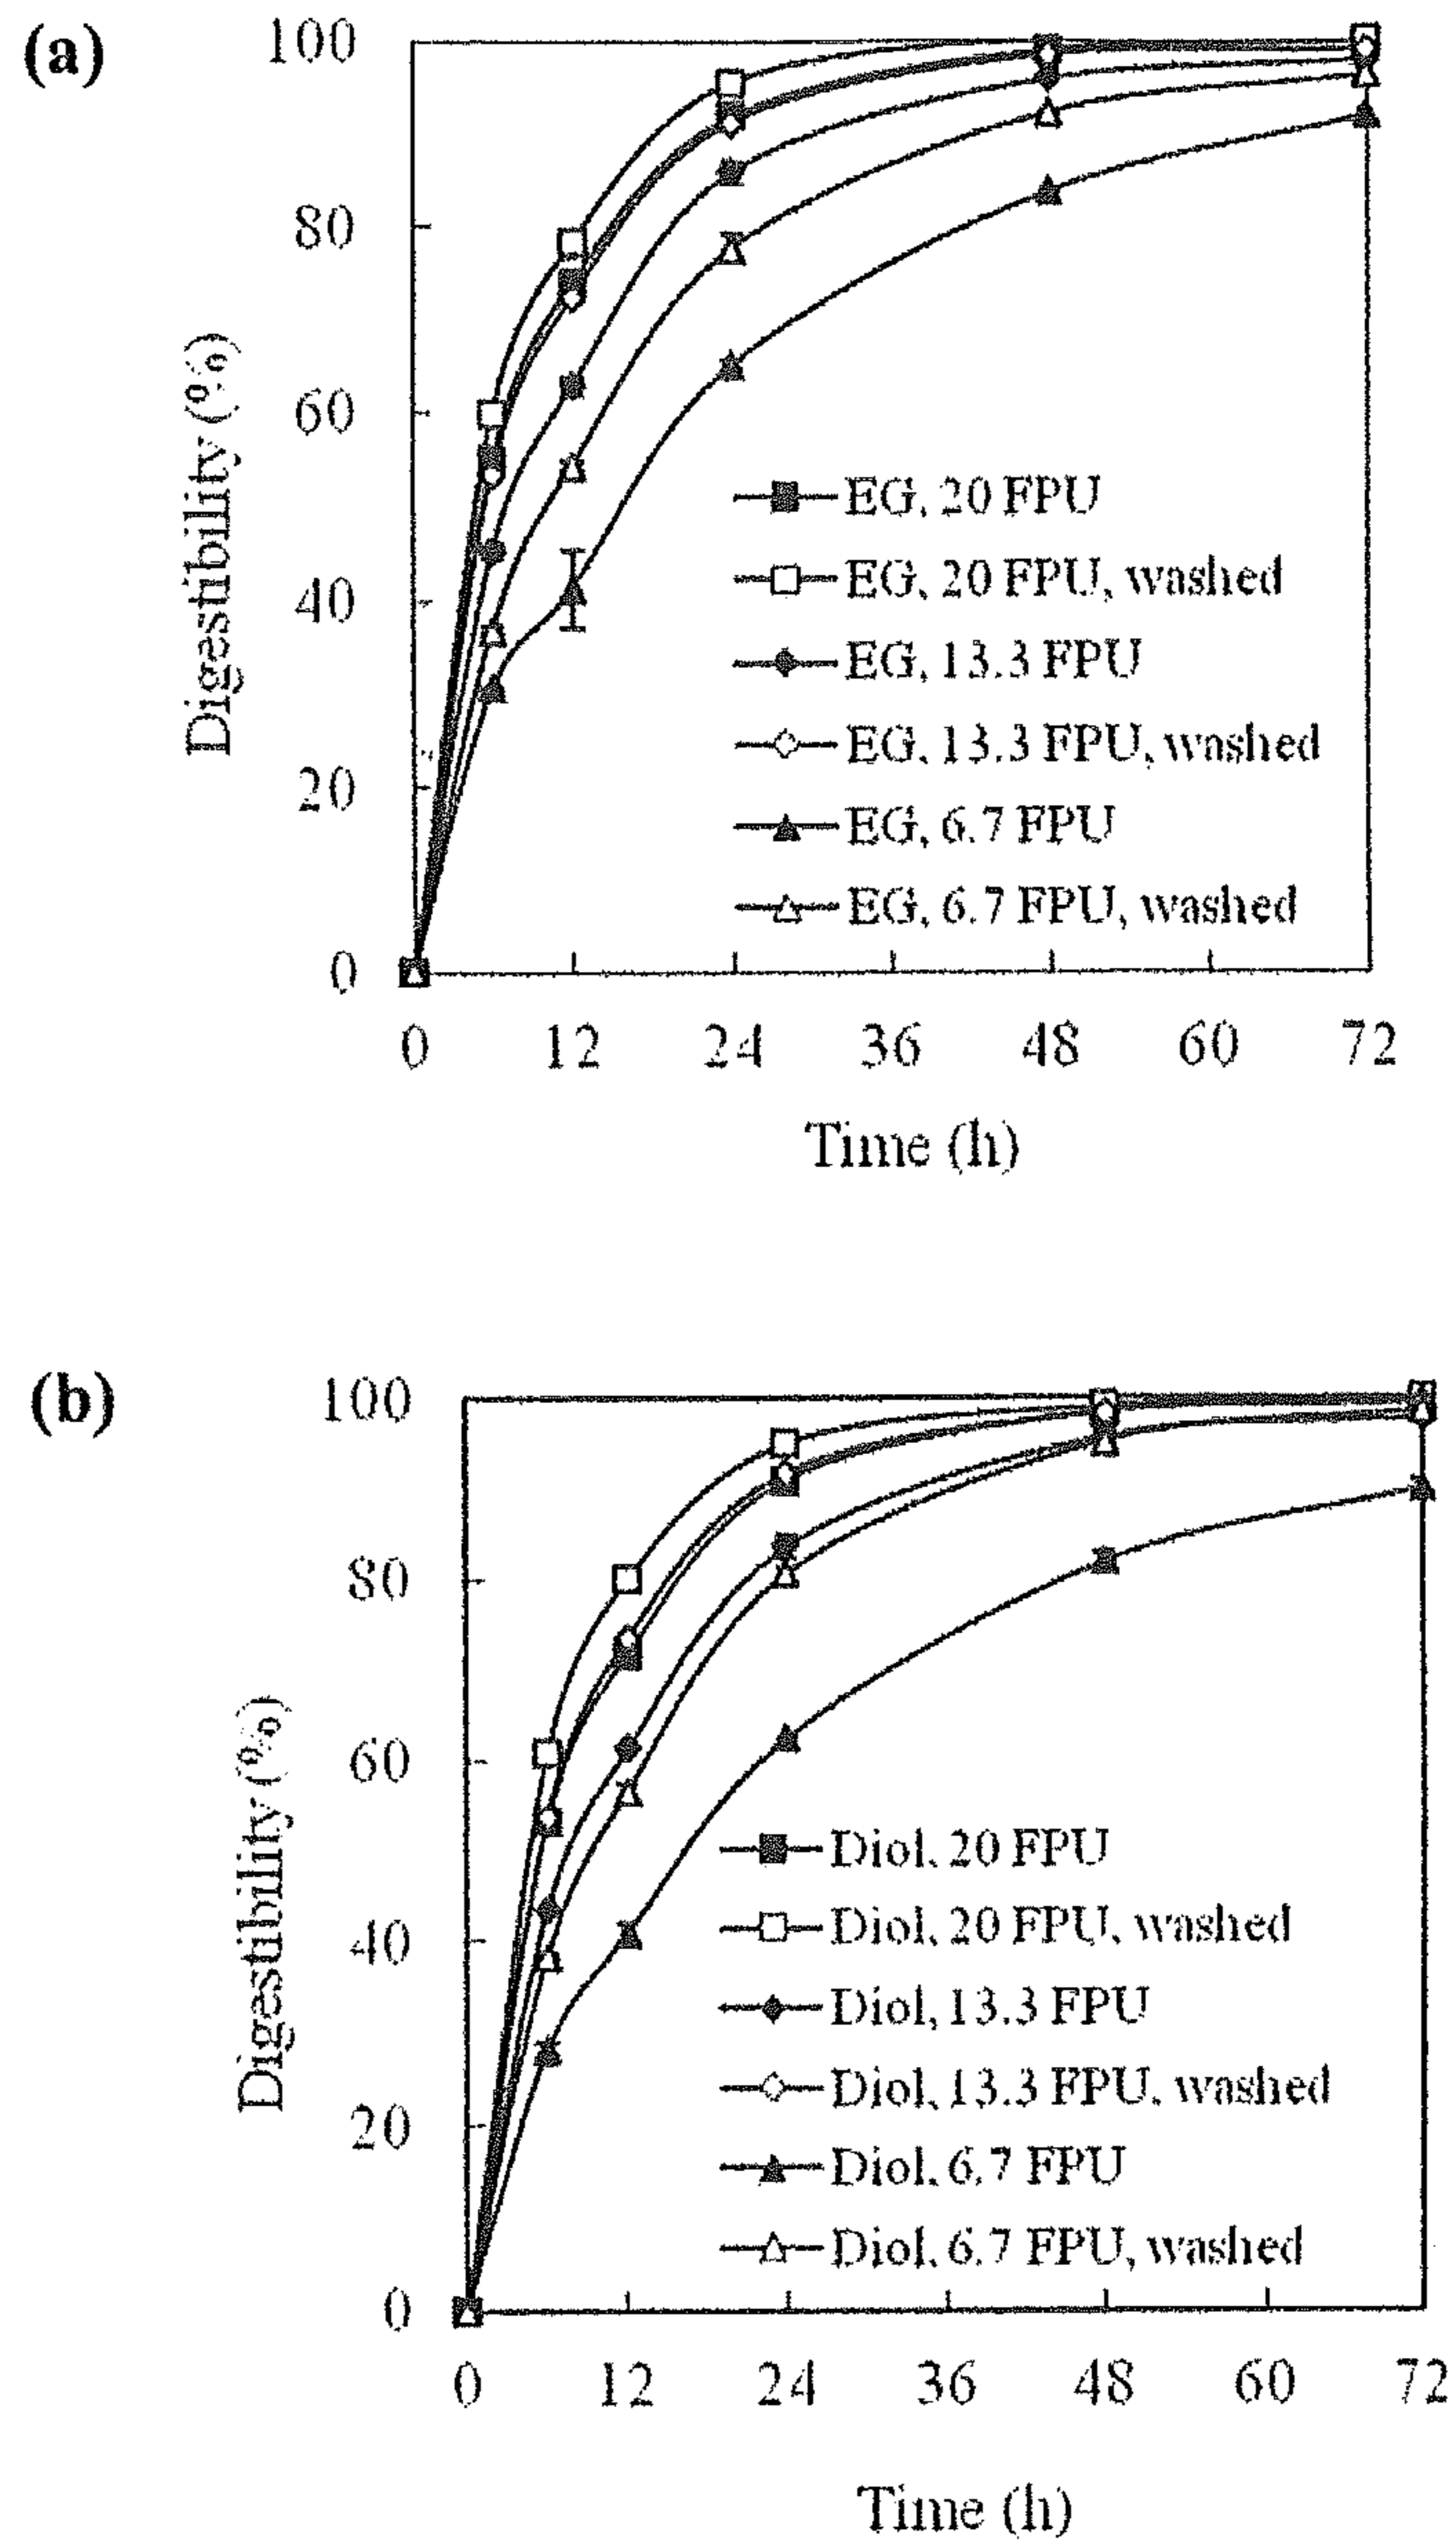 (a)
100
80
60
40
20
0
Digestibility (%)
EG, 20 FPU
EG, 20 FPU, washed
EG, 13.3 FPU
EG, 13.3 FPU, washed
EG, 6.7 FPU
EG, 6.7 FPU, washed
0 12 24 36 48 60 72
Time (h)
(b)
100
80
60
40
20
0
Digestibility (%)
Diol, 20 FPU
Diol, 20 FPU, washed
Diol, 13.3 FPU
Diol, 13.3 FPU, washed
Diol, 6.7 FPU
Diol, 6.7 FPU, washed
0 12 24 36 48 60 72
Time (h)